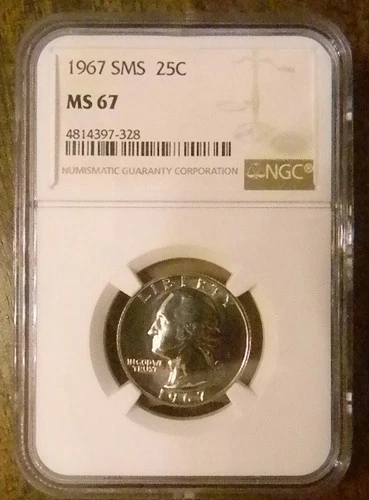 1967 SMS 25C
MS 67
4814397-328
NUMISMATIC GUARANTY CORPORATION
NGC®
LIBERTY
IN GOD WE
TRUST
1967